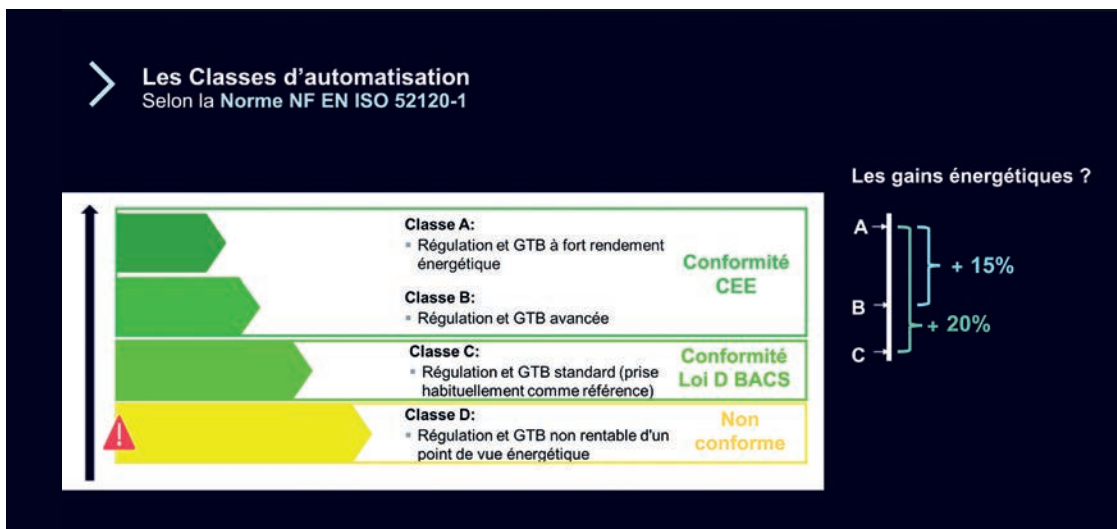 Les Classes d’automatisation
Selon la Norme NF EN ISO 52120-1
Classe A:
▪ Régulation et GTB à fort rendement
énergétique
Classe B:
▪ Régulation et GTB avancée
Conformité
CEE
Classe C:
▪ Régulation et GTB standard (prise
habituellement comme référence)
Conformité
Loi D BACS
Classe D:
▪ Régulation et GTB non rentable d'un
point de vue énergétique
Non
conforme
!
Les gains énergétiques ?
A
B
C
+ 15%
+ 20%